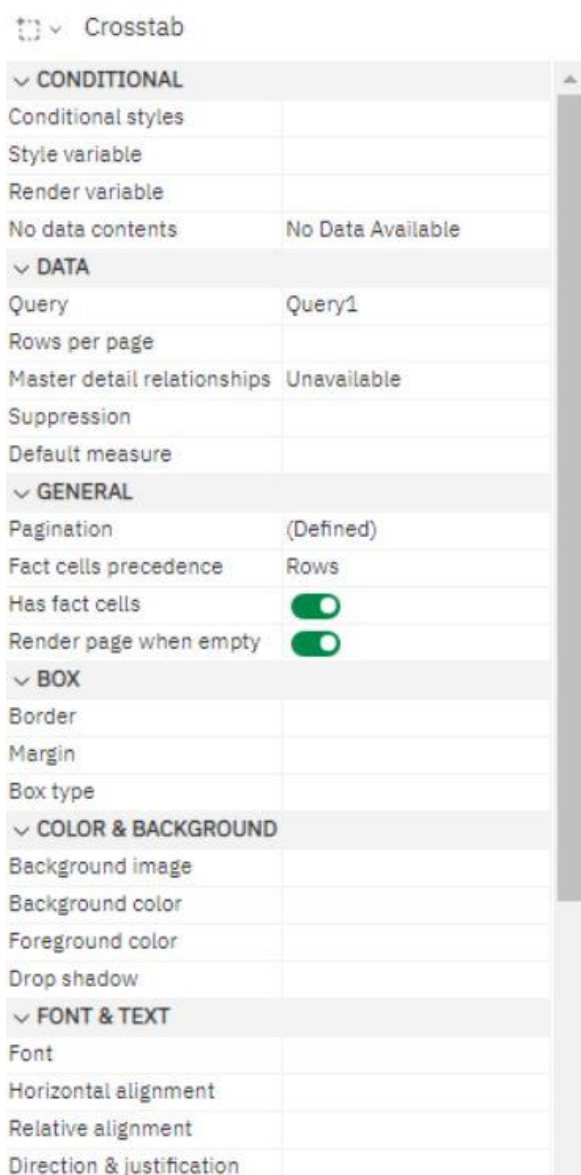 Crosstab
CONDITIONAL
Conditional styles
Style variable
Render variable
No data contents No Data Available
DATA
Query Query1
Rows per page
Master detail relationships Unavailable
Suppression
Default measure
GENERAL
Pagination (Defined)
Fact cells precedence Rows
Has fact cells
Render page when empty
BOX
Border
Margin
Box type
COLOR & BACKGROUND
Background image
Background color
Foreground color
Drop shadow
FONT & TEXT
Font
Horizontal alignment
Relative alignment
Direction & justification